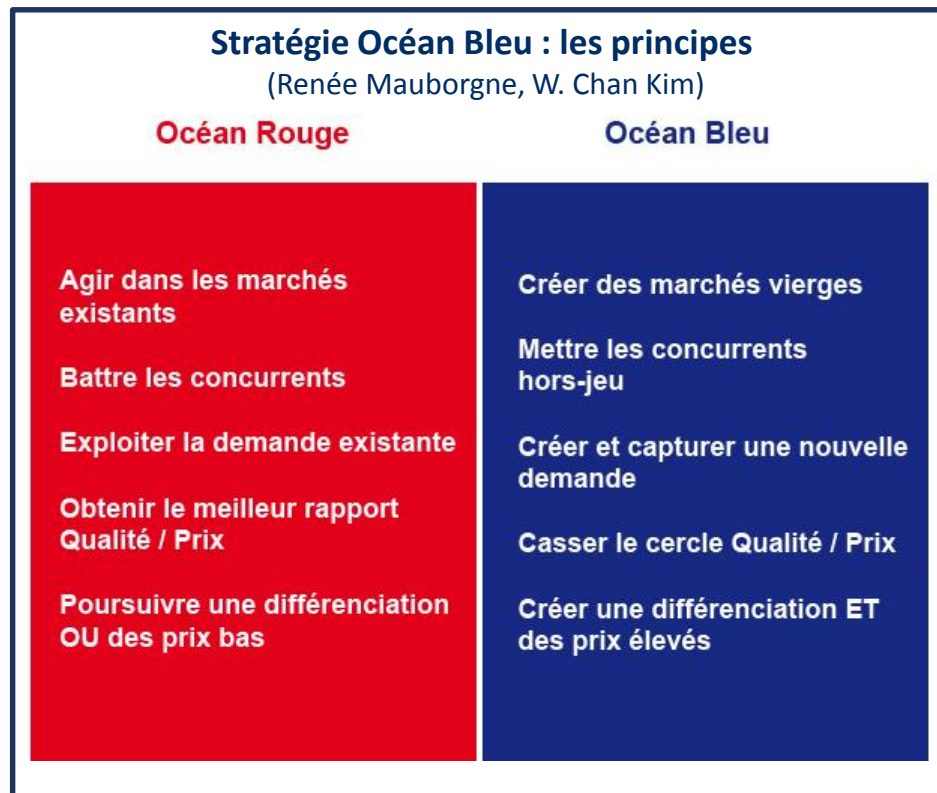 Stratégie Océan Bleu : les principes
(Renée Mauborgne, W. Chan Kim)
Océan Rouge
Agir dans les marchés
existants
Battre les concurrents
Exploiter la demande existante
Obtenir le meilleur rapport
Qualité / Prix
Poursuivre une différenciation
OU des prix bas
Océan Bleu
Créer des marchés vierges
Mettre les concurrents
hors-jeu
Créer et capturer une nouvelle
demande
Casser le cercle Qualité / Prix
Créer une différenciation ET
des prix élevés